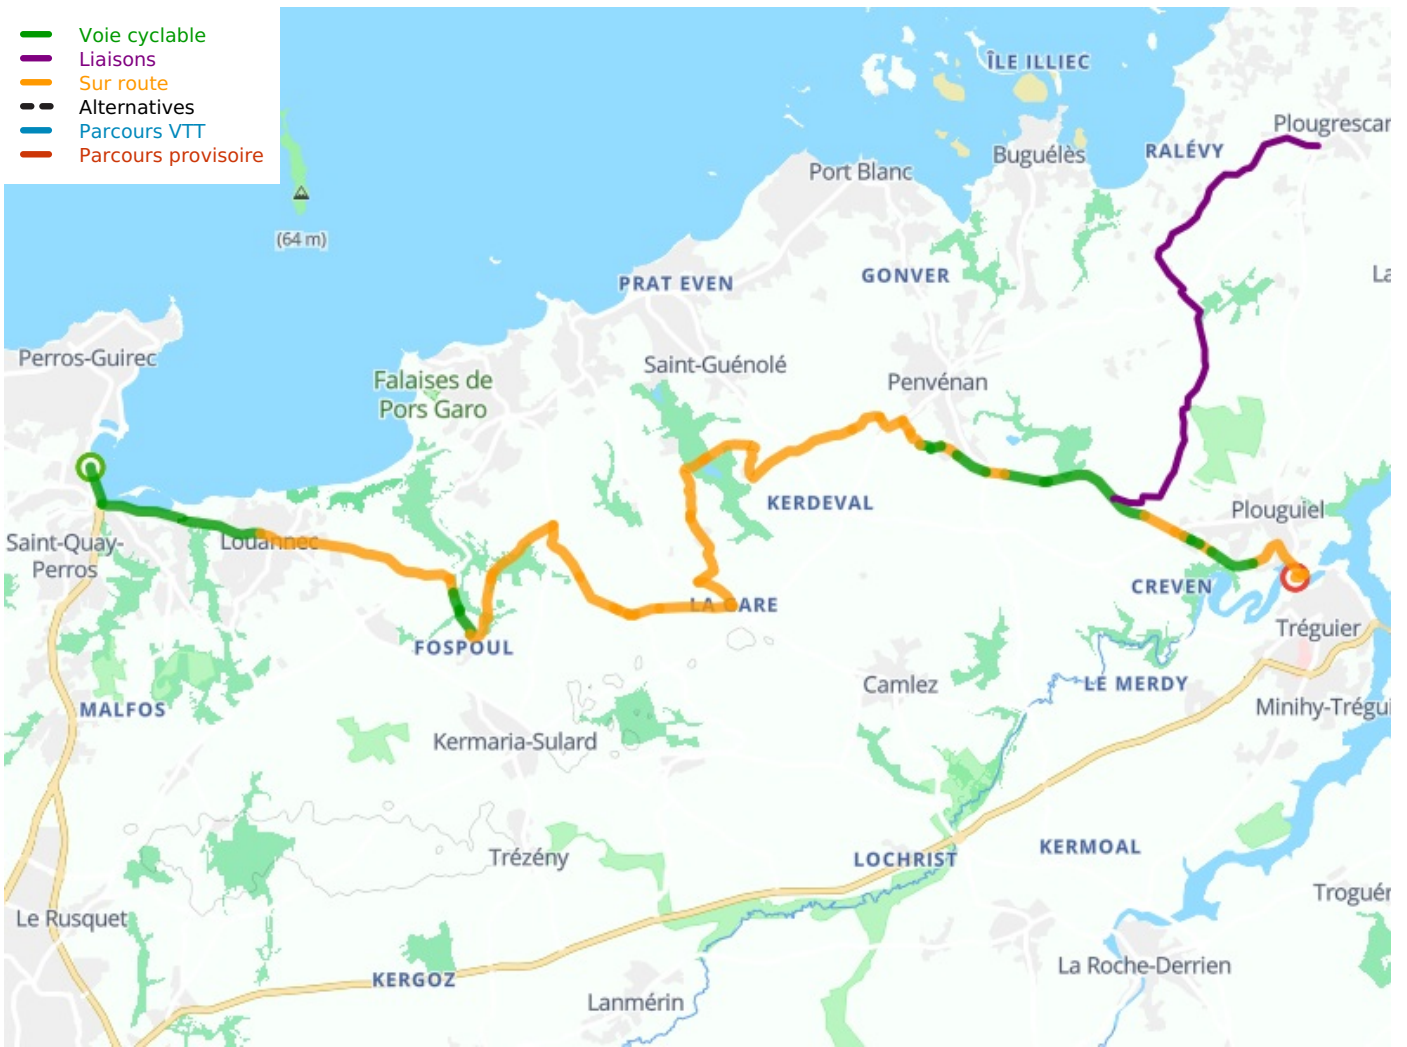 Voie cyclable
Liaisons
Sur route
Alternatives
Parcours VTT
Parcours provisoire
ÎLE ILLIEC
Plougrescar
Buguélès
RALÉVY
Port Blanc
(64 m)
PRAT EVEN
GONVER
La
Perros-Guirec
Saint-Guénolé
Falaises de
Pors Garo
Penvénan
KERDEVAL
Plouguiel
Saint-Quay-
Perros
Louannec
CREVEN
LA GARE
Tréguier
FOSPOUL
Camlez
LE MERDY
MALFOS
Minihy-Trégui
Kermaria-Sulard
Trézény
LOCHRIST
KERMOAL
Troguér
Le Rusquet
La Roche-Derrien
KERGOZ
Lanmérin